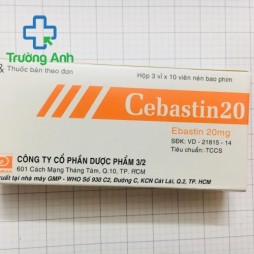 Trường Anh
Thuốc bán theo đơn
Hộp 3 vỉ x 10 viên nén bao phim
Cebastin20
Ebastin 20mg
SĐK: VD - 21815 - 14
Tiêu chuẩn: TCCS
CÔNG TY CỔ PHẦN DƯỢC PHẨM 3/2
601 Cách Mạng Tháng Tám, Q.10, TP. HCM
xuất tại nhà máy GMP - WHO Số 930 C2, Đường C, KCN Cát Lái, Q.2, TP. HCM